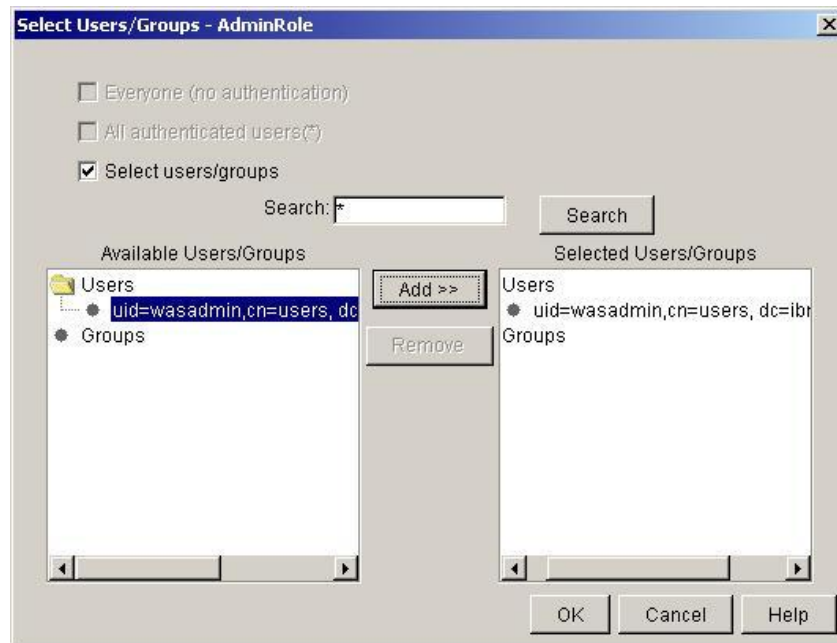 Select Users/Groups - AdminRole
Everyone (no authentication)
All authenticated users(*)
Select users/groups
Search: *
Search
Available Users/Groups
Selected Users/Groups
Users
uid=wasadmin,cn=users, dc
Groups
Add >>
Remove
Users
uid=wasadmin,cn=users, dc=ibr
Groups
OK
Cancel
Help